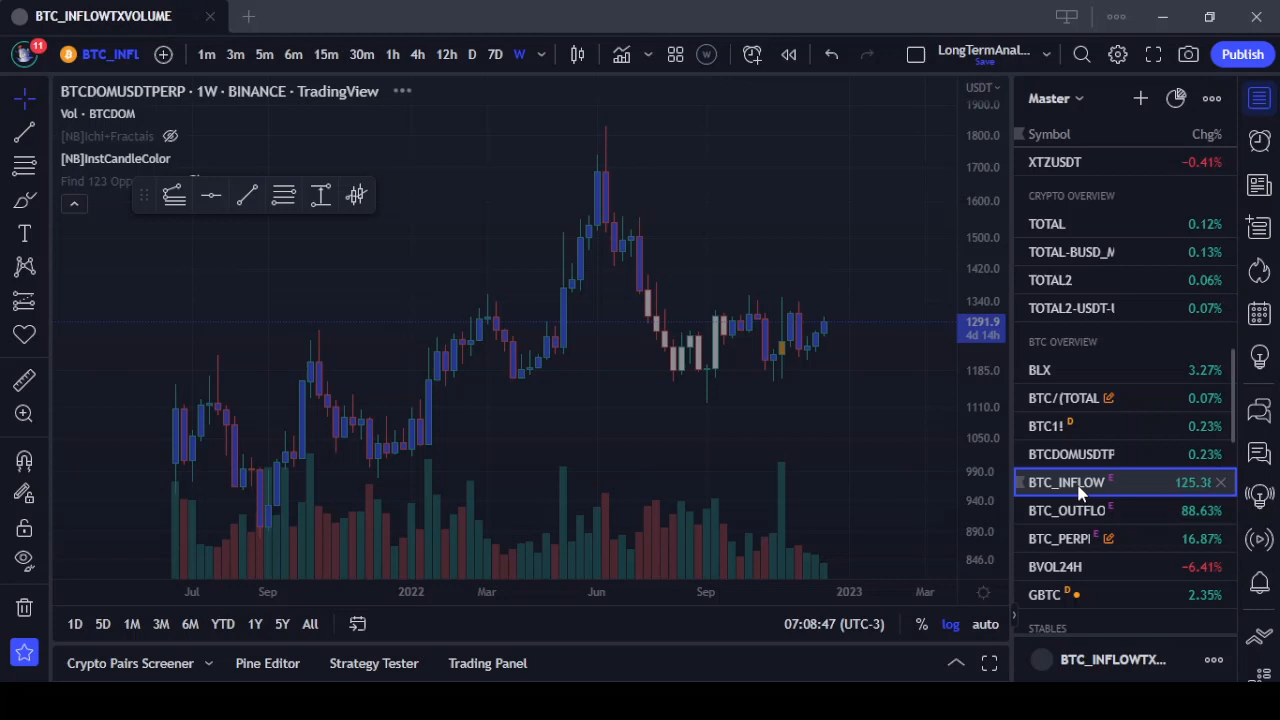 BTC_INFLOWTXVOLUME
11
BTC_INFL 1m 3m 5m 6m 15m 30m 1h 4h 12h D 7D W
LongTermAnal...
Save
Publish
BTCDOMUSDTPERP · 1W · BINANCE · TradingView
Vol · BTCDOM
[NB]Ichi+Fractals
[NB]InstCandleColor
Find 123 Opp
USDT
1900.0
1800.0
1700.0
1600.0
1500.0
1420.0
1340.0
1291.9
4d 14h
1185.0
1110.0
1050.0
990.0
940.0
890.0
846.0
Jul Sep 2022 Mar Jun Sep 2023 Mar
1D 5D 1M 3M 6M YTD 1Y 5Y All
07:08:47 (UTC-3) % log auto
Crypto Pairs Screener Pine Editor Strategy Tester Trading Panel
Master
Symbol Chg%
XTZUSDT −0.41%
CRYPTO OVERVIEW
TOTAL 0.12%
TOTAL-BUSD_M 0.13%
TOTAL2 0.06%
TOTAL2-USDT-U 0.07%
BTC OVERVIEW
BLX 3.27%
BTC/(TOTAL 0.07%
BTC1! D 0.23%
BTCDOMUSDTP 0.23%
BTC_INFLOW E 125.38
BTC_OUTFLO E 88.63%
BTC_PERPI E 16.87%
BVOL24H −6.41%
GBTC D 2.35%
STABLES
BTC_INFLOWTX...